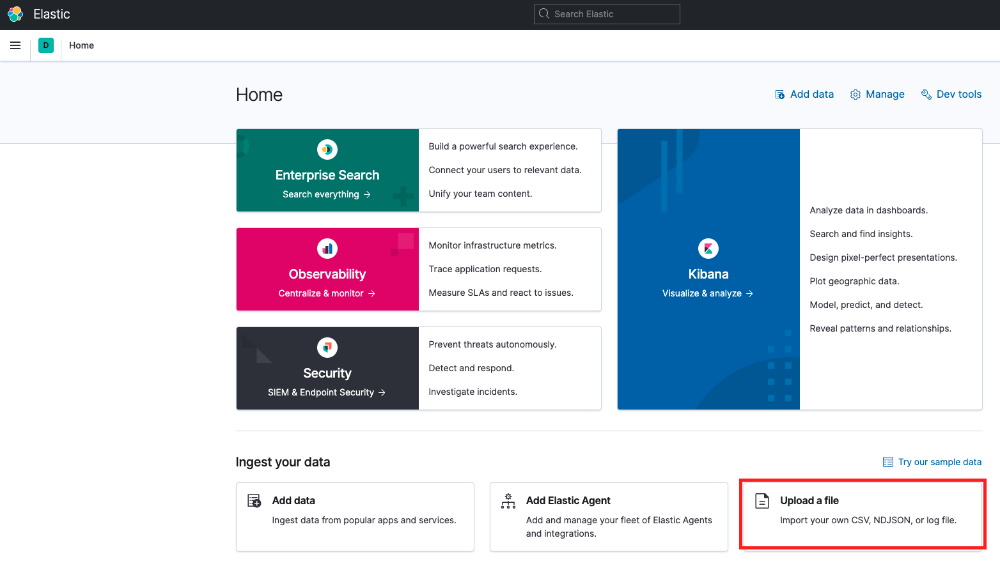 Elastic
Search Elastic
D
Home
Home
Add data
Manage
Dev tools
Enterprise Search
Search everything →
Build a powerful search experience.
Connect your users to relevant data.
Unify your team content.
Observability
Centralize & monitor →
Monitor infrastructure metrics.
Trace application requests.
Measure SLAs and react to issues.
Security
SIEM & Endpoint Security →
Prevent threats autonomously.
Detect and respond.
Investigate incidents.
Kibana
Visualize & analyze →
Analyze data in dashboards.
Search and find insights.
Design pixel-perfect presentations.
Plot geographic data.
Model, predict, and detect.
Reveal patterns and relationships.
Ingest your data
Try our sample data
Add data
Ingest data from popular apps and services.
Add Elastic Agent
Add and manage your fleet of Elastic Agents
and integrations.
Upload a file
Import your own CSV, NDJSON, or log file.